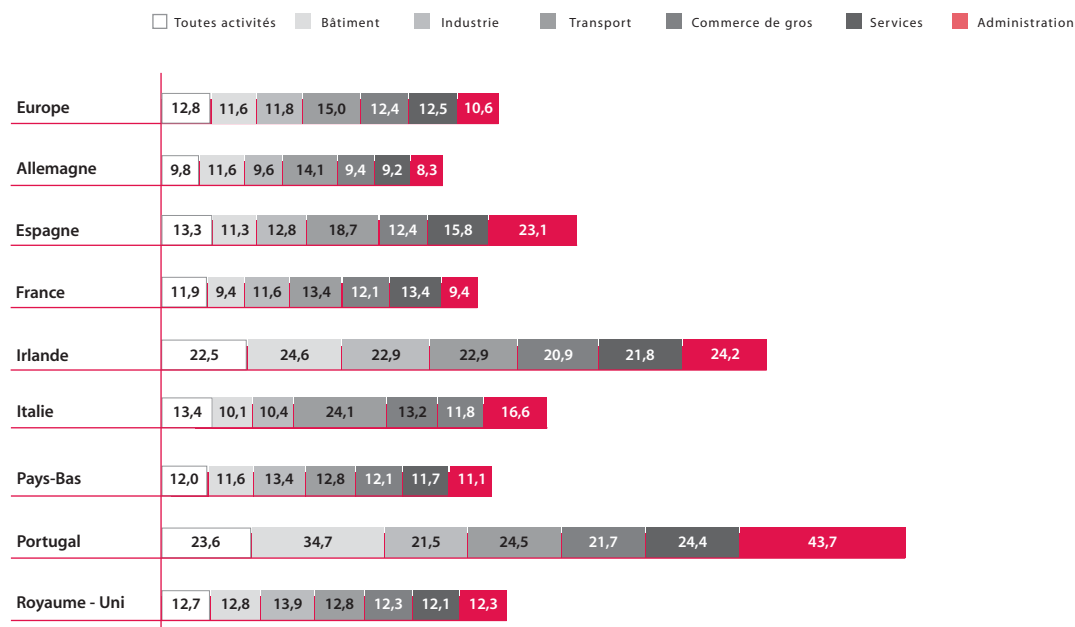 Toutes activités Bâtiment Industrie Transport Commerce de gros Services Administration
Europe 12,8 11,6 11,8 15,0 12,4 12,5 10,6
Allemagne 9,8 11,6 9,6 14,1 9,4 9,2 8,3
Espagne 13,3 11,3 12,8 18,7 12,4 15,8 23,1
France 11,9 9,4 11,6 13,4 12,1 13,4 9,4
Irlande 22,5 24,6 22,9 22,9 20,9 21,8 24,2
Italie 13,4 10,1 10,4 24,1 13,2 11,8 16,6
Pays-Bas 12,0 11,6 13,4 12,8 12,1 11,7 11,1
Portugal 23,6 34,7 21,5 24,5 21,7 24,4 43,7
Royaume - Uni 12,7 12,8 13,9 12,8 12,3 12,1 12,3